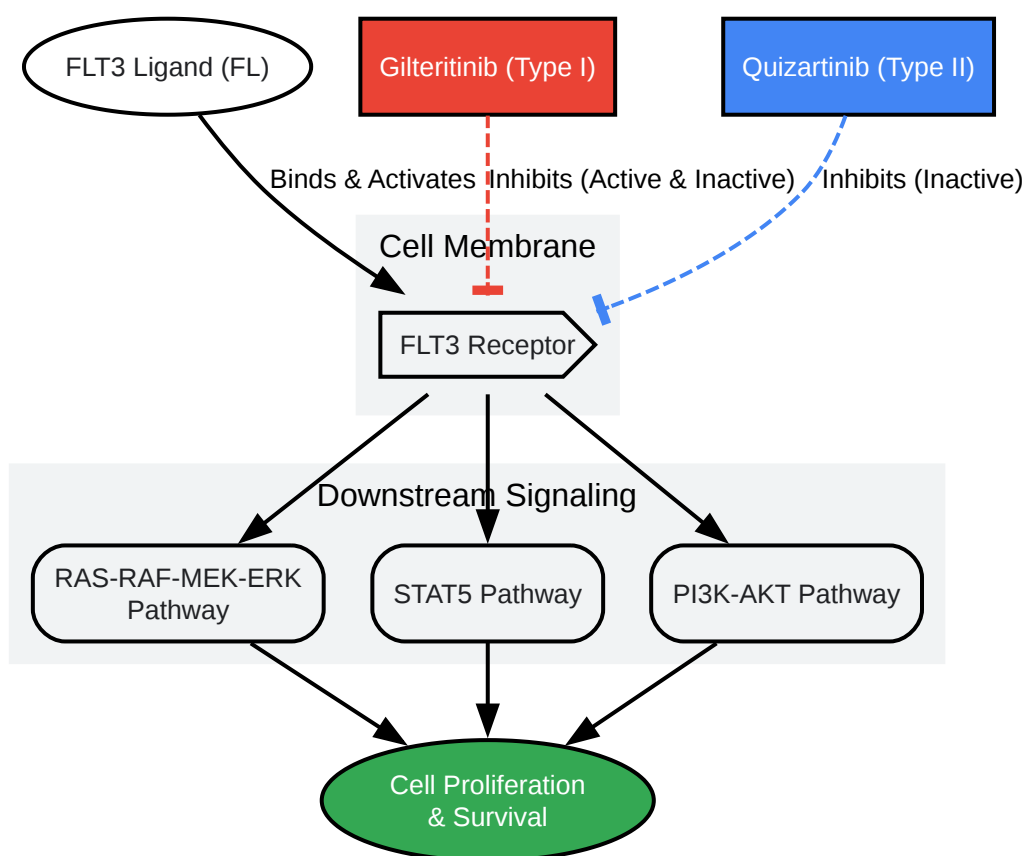 FLT3 Ligand (FL)
Gilteritinib (Type I)
Quizartinib (Type II)
Binds & Activates
Inhibits (Active & Inactive)
Inhibits (Inactive)
Cell Membrane
FLT3 Receptor
Downstream Signaling
RAS-RAF-MEK-ERK
Pathway
STAT5 Pathway
PI3K-AKT Pathway
Cell Proliferation
& Survival